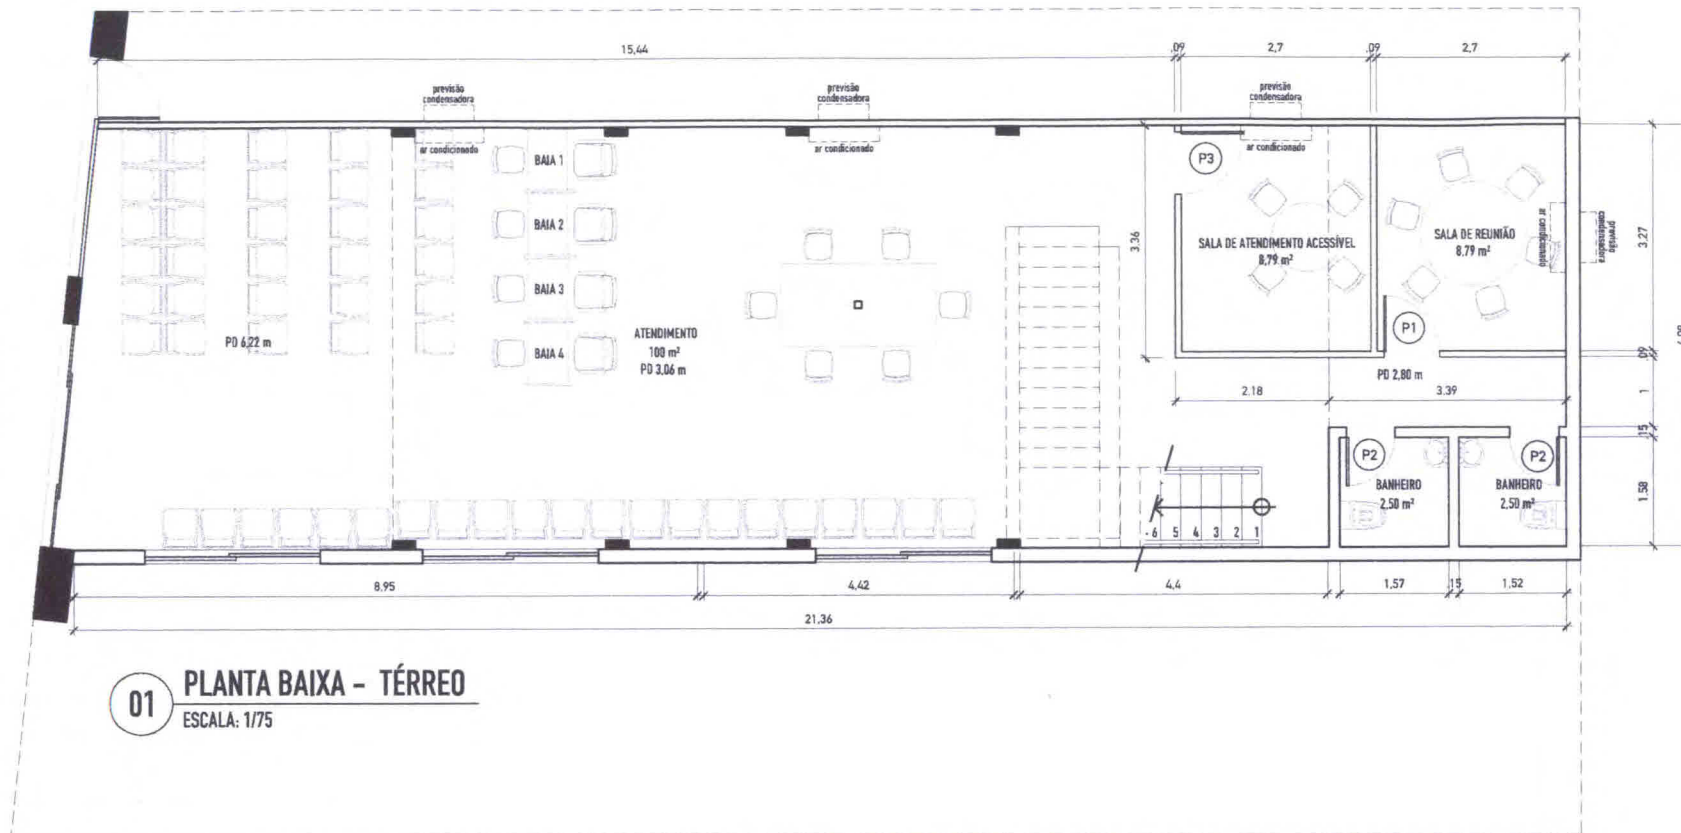 15,44
,09
2,7
,09
2,7
previsão
condensadora
previsão
condensadora
previsão
condensadora
ar condicionado
ar condicionado
ar condicionado
BAIA 1
BAIA 2
BAIA 3
BAIA 4
P3
3,36
SALA DE ATENDIMENTO ACESSÍVEL
8,79 m²
SALA DE REUNIÃO
8,79 m²
ar condicionado
previsão
condensadora
3,27
PD 6,22 m
ATENDIMENTO
100 m²
PD 3,06 m
P1
PD 2,80 m
,09
1
,15
1,58
2,18
3,39
P2
P2
BANHEIRO
2,50 m²
BANHEIRO
2,50 m²
6 5 4 3 2 1
8,95
4,42
4,4
1,57
,15
1,52
21,36
01
PLANTA BAIXA - TÉRREO
ESCALA: 1/75